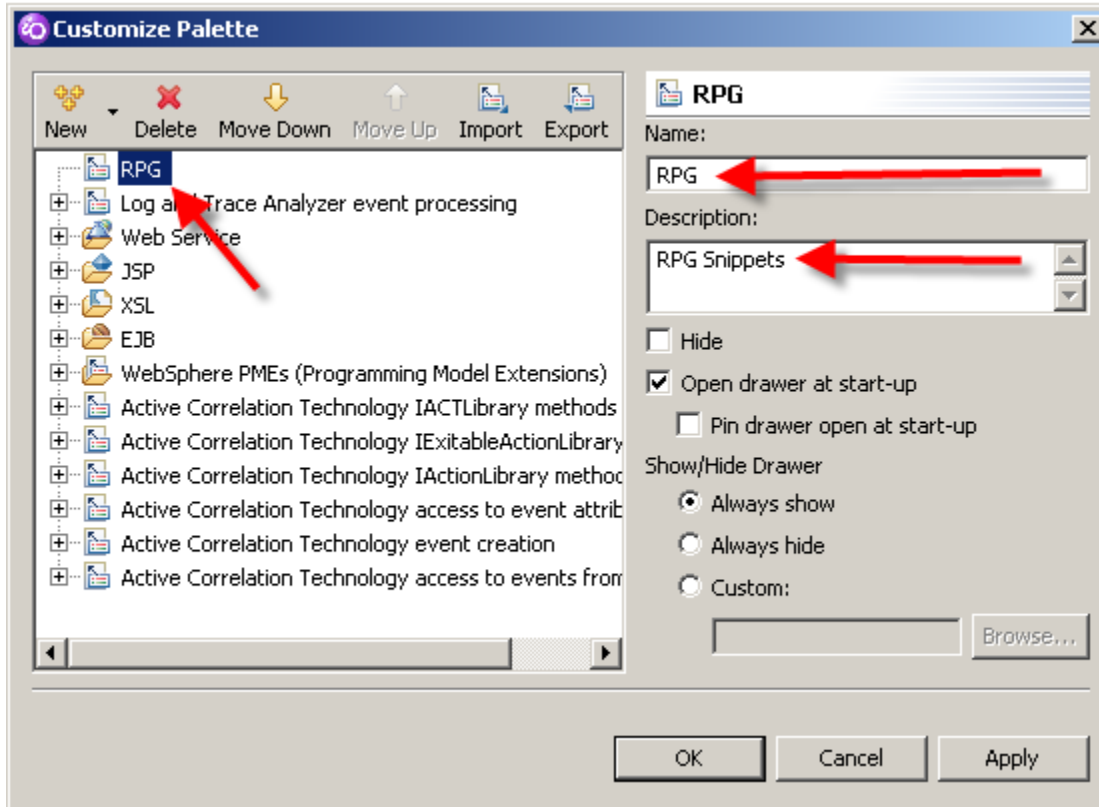 Customize Palette
New Delete Move Down Move Up Import Export
RPG
Log and Trace Analyzer event processing
Web Service
JSP
XSL
EJB
WebSphere PMEs (Programming Model Extensions)
Active Correlation Technology IACTLibrary methods
Active Correlation Technology IExitableActionLibrary
Active Correlation Technology IActionLibrary method
Active Correlation Technology access to event attrib
Active Correlation Technology event creation
Active Correlation Technology access to events from
RPG
Name:
RPG
Description:
RPG Snippets
Hide
Open drawer at start-up
Pin drawer open at start-up
Show/Hide Drawer
Always show
Always hide
Custom:
Browse...
OK Cancel Apply